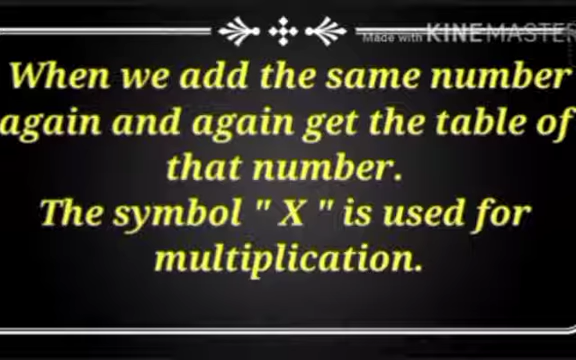 Made with KINEMASTER
When we add the same number
again and again get the table of
that number.
The symbol " X " is used for
multiplication.